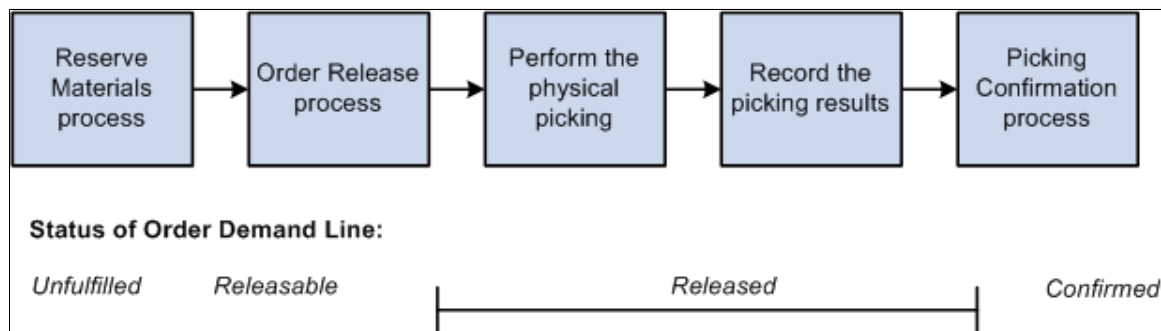 Reserve
Materials
process
Order Release
process
Perform the
physical
picking
Record the
picking results
Picking
Confirmation
process
Status of Order Demand Line:
Unfulfilled
Releasable
Released
Confirmed